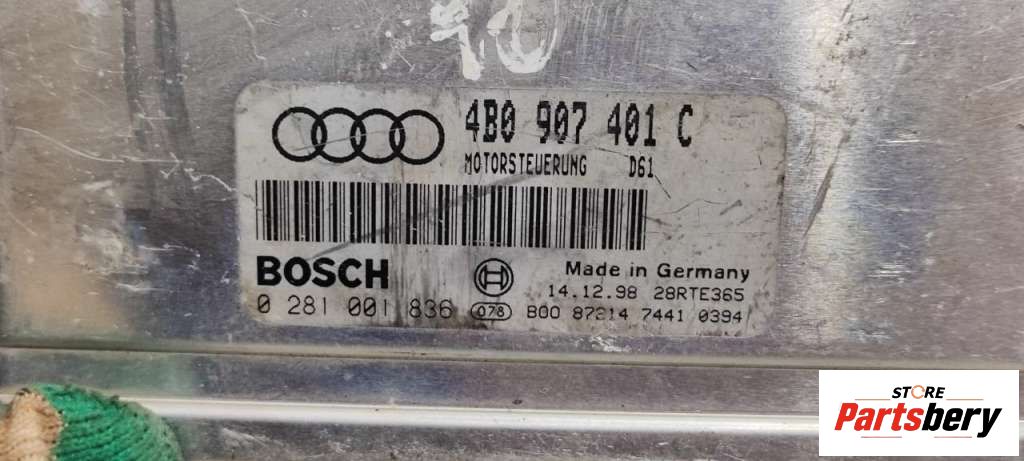 4B0 907 401 C
MOTORSTEUERUNG D61
BOSCH
Made in Germany
14.12.98 28RTE365
0 281 001 836 078 B00 87214 7441 0394
STORE
Partsbery